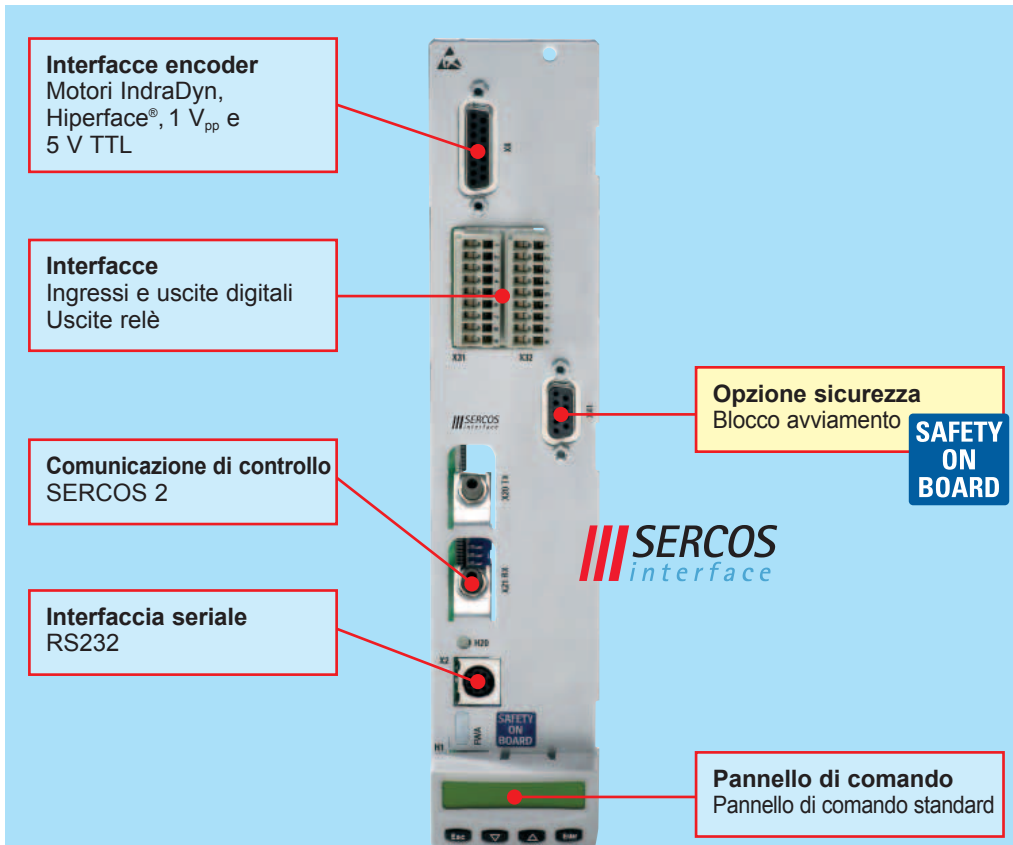 Interfacce encoder
Motori IndraDyn,
Hiperface®, 1 Vpp e
5 V TTL
X8
Interfacce
Ingressi e uscite digitali
Uscite relè
X31
X32
Opzione sicurezza
Blocco avviamento
SAFETY
ON
BOARD
SERCOS
interface
Comunicazione di controllo
SERCOS 2
X20 TX
SERCOS
interface
X21 RX
Interfaccia seriale
RS232
H20
X2
SAFETY
ON
BOARD
FWA
H1
Pannello di comando
Pannello di comando standard
Esc
Enter